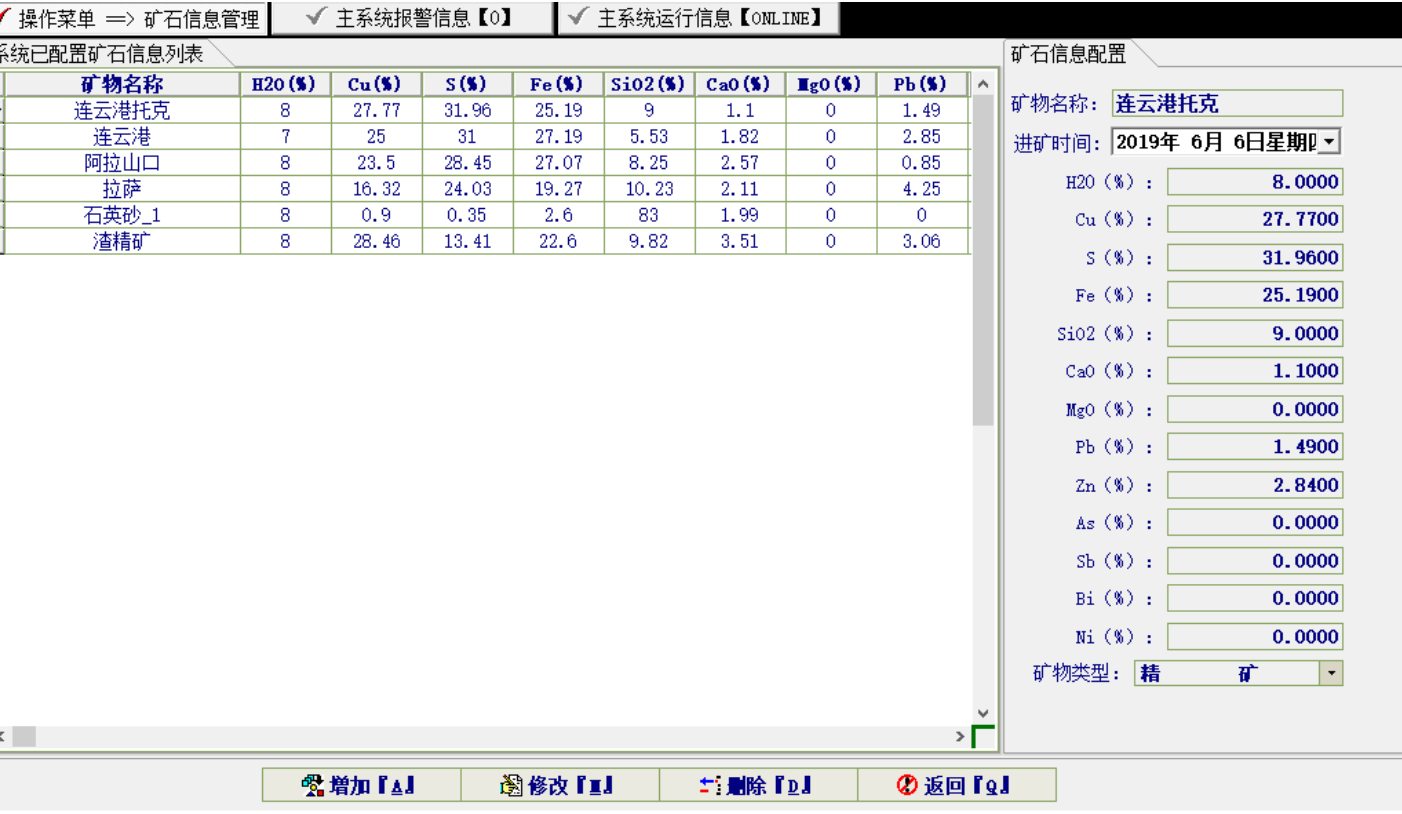 操作菜单 => 矿石信息管理 主系统报警信息【0】 主系统运行信息【ONLINE】
系统已配置矿石信息列表
矿物名称 H2O(%) Cu(%) S(%) Fe(%) SiO2(%) CaO(%) MgO(%) Pb(%)
连云港托克 8 27.77 31.96 25.19 9 1.1 0 1.49
连云港 7 25 31 27.19 5.53 1.82 0 2.85
阿拉山口 8 23.5 28.45 27.07 8.25 2.57 0 0.85
拉萨 8 16.32 24.03 19.27 10.23 2.11 0 4.25
石英砂_1 8 0.9 0.35 2.6 83 1.99 0 0
渣精矿 8 28.46 13.41 22.6 9.82 3.51 0 3.06
矿石信息配置
矿物名称: 连云港托克
进矿时间: 2019年 6月 6日星期四
H2O (%) : 8.0000
Cu (%) : 27.7700
S (%) : 31.9600
Fe (%) : 25.1900
SiO2 (%) : 9.0000
CaO (%) : 1.1000
MgO (%) : 0.0000
Pb (%) : 1.4900
Zn (%) : 2.8400
As (%) : 0.0000
Sb (%) : 0.0000
Bi (%) : 0.0000
Ni (%) : 0.0000
矿物类型: 精 矿
增加『A』 修改『M』 删除『D』 返回『Q』